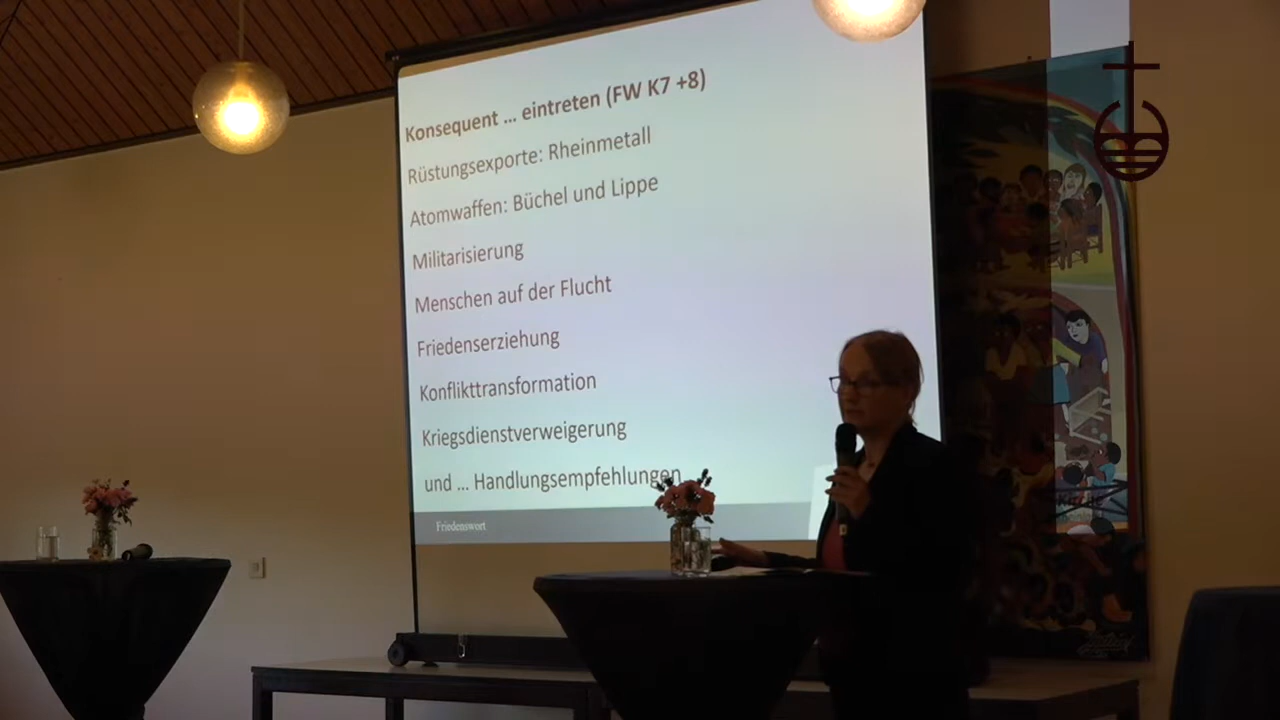 Konsequent ... eintreten (FW K7 +8)
Rüstungsexporte: Rheinmetall
Atomwaffen: Büchel und Lippe
Militarisierung
Menschen auf der Flucht
Friedenserziehung
Konflikttransformation
Kriegsdienstverweigerung
und ... Handlungsempfehlungen
Friedenswort